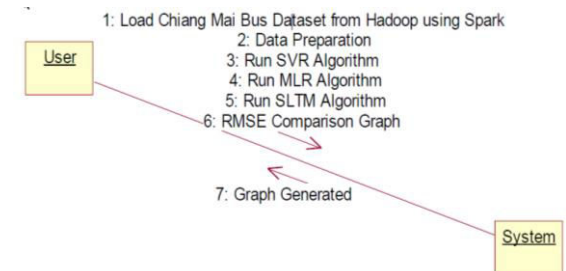 1: Load Chiang Mai Bus Dataset from Hadoop using Spark
2: Data Preparation
3: Run SVR Algorithm
4: Run MLR Algorithm
5: Run SLTM Algorithm
6: RMSE Comparison Graph
User
7: Graph Generated
System